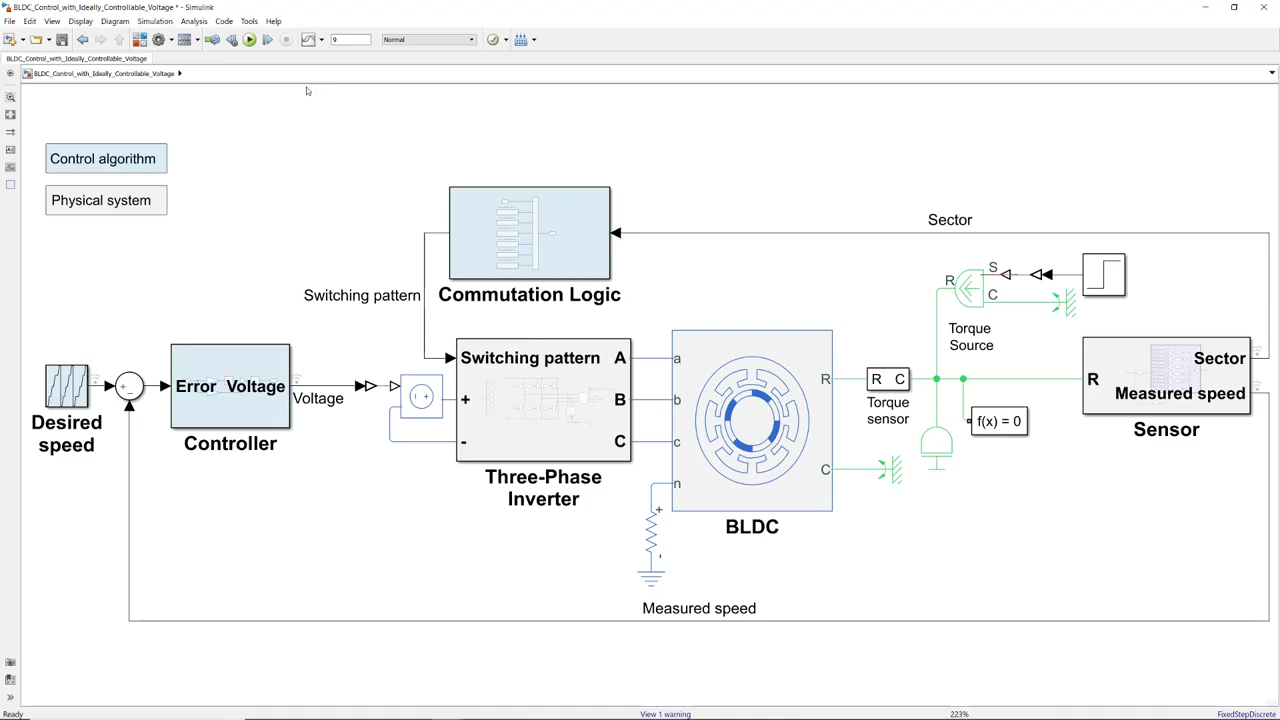 BLDC_Control_with_Ideally_Controllable_Voltage * - Simulink
File Edit View Display Diagram Simulation Analysis Code Tools Help
9 Normal
BLDC_Control_with_Ideally_Controllable_Voltage
BLDC_Control_with_Ideally_Controllable_Voltage
Control algorithm
Physical system
Sector
Switching pattern
Commutation Logic
R S
C
Torque
Source
Desired
speed
Error Voltage
Controller
Voltage
Switching pattern A
+ B
- C
Three-Phase
Inverter
a
b
c
n
R
C
BLDC
+
-
R C
Torque
sensor
f(x) = 0
R Sector
Measured speed
Sensor
Measured speed
Ready
View 1 warning
223%
FixedStepDiscrete